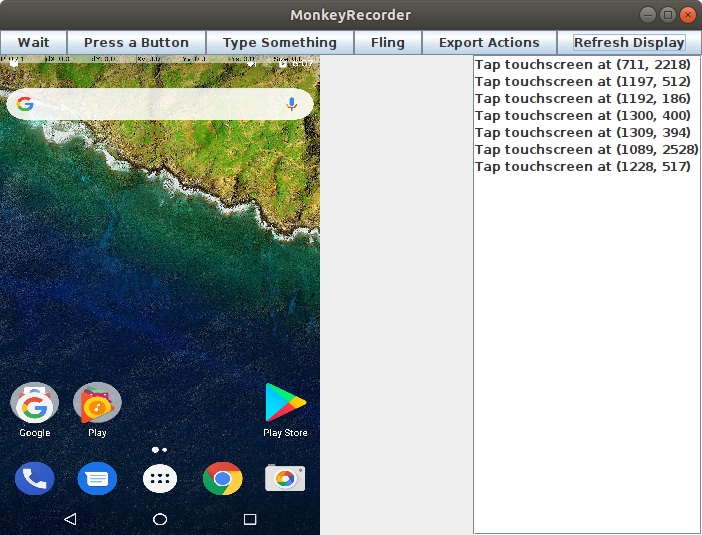 MonkeyRecorder
Wait
Press a Button
Type Something
Fling
Export Actions
Refresh Display
Tap touchscreen at (711, 2218)
Tap touchscreen at (1197, 512)
Tap touchscreen at (1192, 186)
Tap touchscreen at (1300, 400)
Tap touchscreen at (1309, 394)
Tap touchscreen at (1089, 2528)
Tap touchscreen at (1228, 517)
Google
Play
Play Store